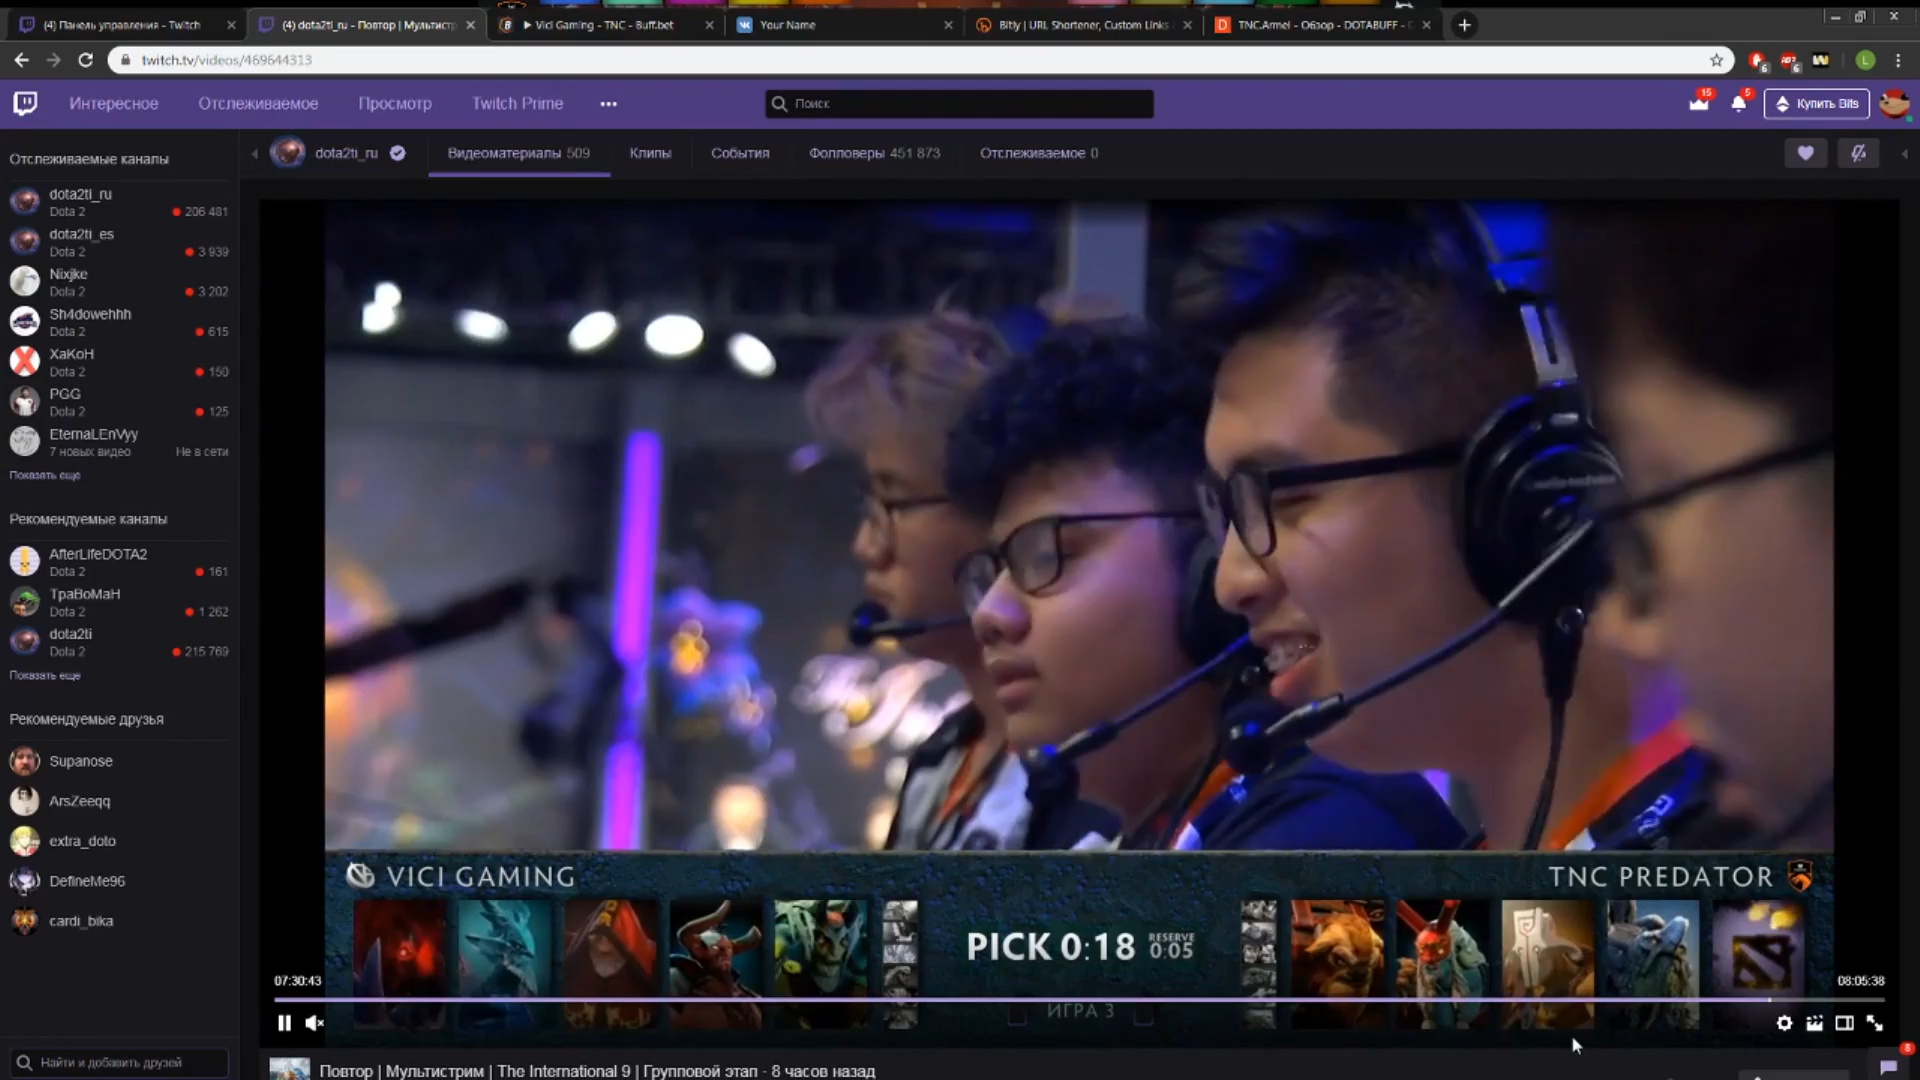 (4) Панель управления - Twitch
(4) dota2ti_ru - Повтор | Мультистр
Vici Gaming - TNC - Buff.bet
Your Name
Bitly | URL Shortener, Custom Links
TNC.Armel - Обзор - DOTABUFF -
twitch.tv/videos/469644313
6
6
L
Интересное
Отслеживаемое
Просмотр
Twitch Prime
Поиск
15
5
Купить Bits
Отслеживаемые каналы
dota2ti_ru
Видеоматериалы 509
Клипы
События
Фолловеры 451 873
Отслеживаемое 0
dota2ti_ru
Dota 2
206 481
dota2ti_es
Dota 2
3 939
Nixjke
Dota 2
3 202
Sh4dowehhh
Dota 2
615
XaKoH
Dota 2
150
PGG
Dota 2
125
EternaLEnVyy
7 новых видео
Не в сети
Показать еще
Рекомендуемые каналы
AfterLifeDOTA2
Dota 2
161
TpaBoMaH
Dota 2
1 262
dota2ti
Dota 2
215 769
Показать еще
Рекомендуемые друзья
Supanose
ArsZeeqq
extra_doto
DefineMe96
cardi_bika
Найти и добавить друзей
VICI GAMING
TNC PREDATOR
PICK 0:18
RESERVE
0:05
07:30:43
08:05:38
ИГРА 3
8
Повтор | Мультистрим | The International 9 | Групповой этап · 8 часов назад